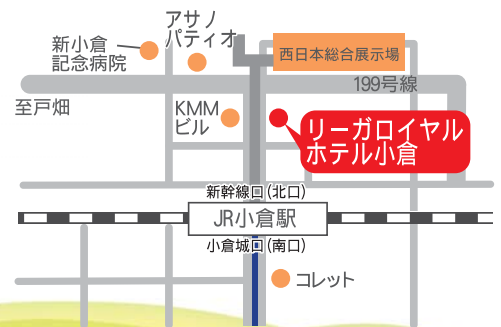 アサノ
パティオ
新小倉
記念病院
西日本総合展示場
199号線
至戸畑
KMM
ビル
リーガロイヤル
ホテル小倉
新幹線口(北口)
JR小倉駅
小倉城口(南口)
コレット